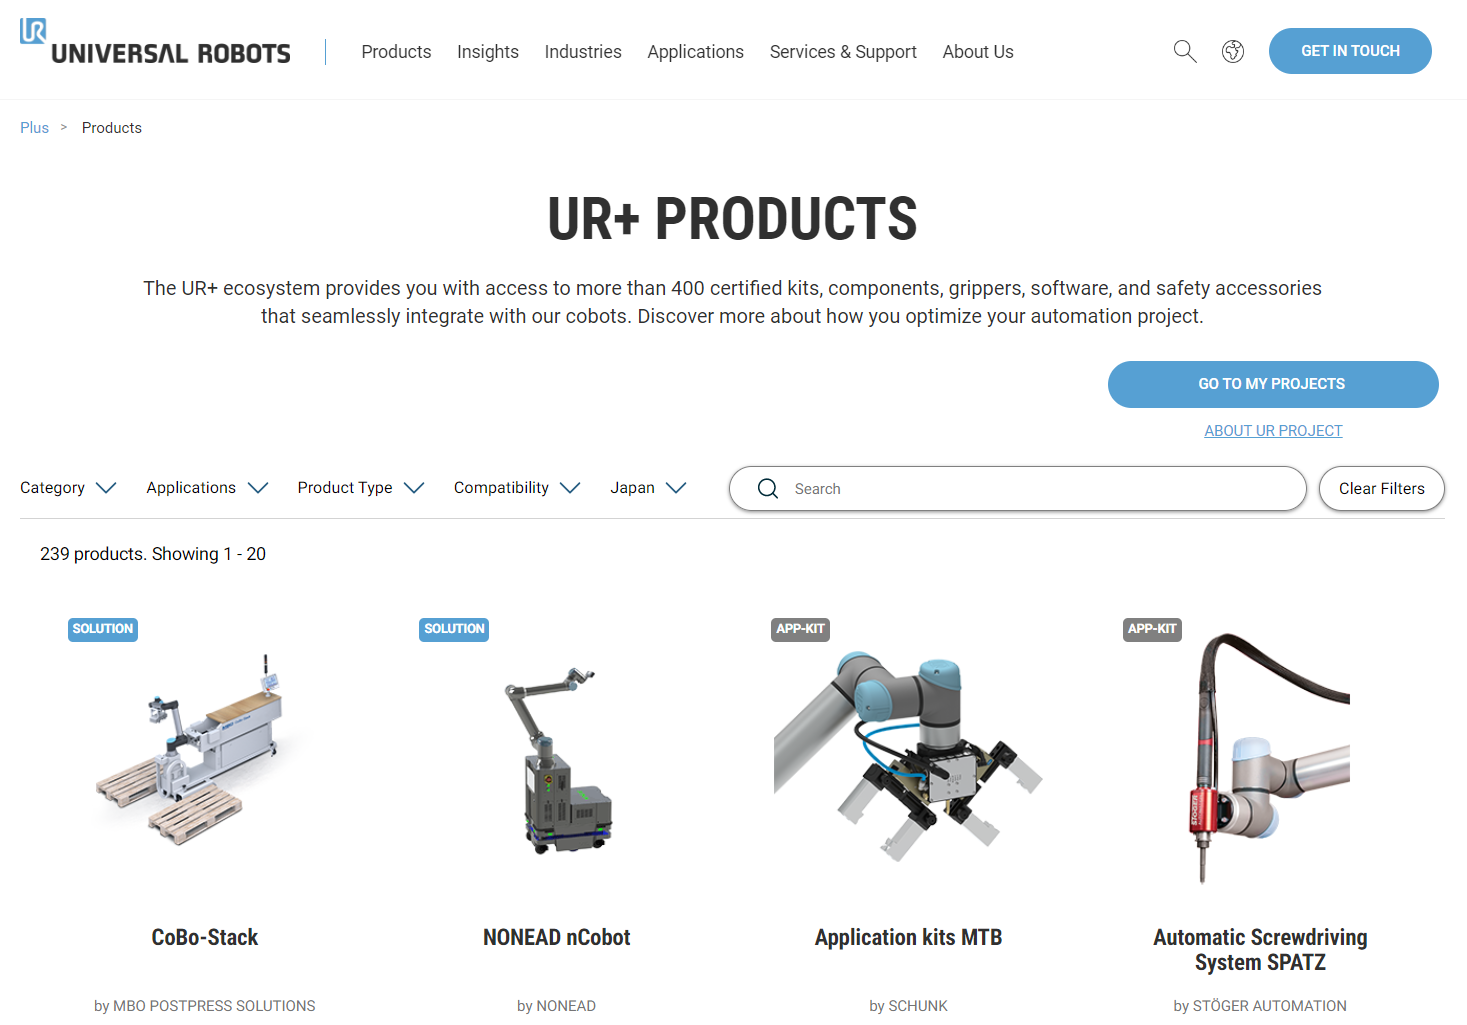 UR
UNIVERSAL ROBOTS
Products
Insights
Industries
Applications
Services & Support
About Us
GET IN TOUCH
Plus > Products
UR+ PRODUCTS
The UR+ ecosystem provides you with access to more than 400 certified kits, components, grippers, software, and safety accessories
that seamlessly integrate with our cobots. Discover more about how you optimize your automation project.
GO TO MY PROJECTS
ABOUT UR PROJECT
Category
Applications
Product Type
Compatibility
Japan
Search
Clear Filters
239 products. Showing 1 - 20
SOLUTION
SOLUTION
APP-KIT
APP-KIT
STÖGER
CoBo-Stack
NONEAD nCobot
Application kits MTB
Automatic Screwdriving
System SPATZ
by MBO POSTPRESS SOLUTIONS
by NONEAD
by SCHUNK
by STÖGER AUTOMATION